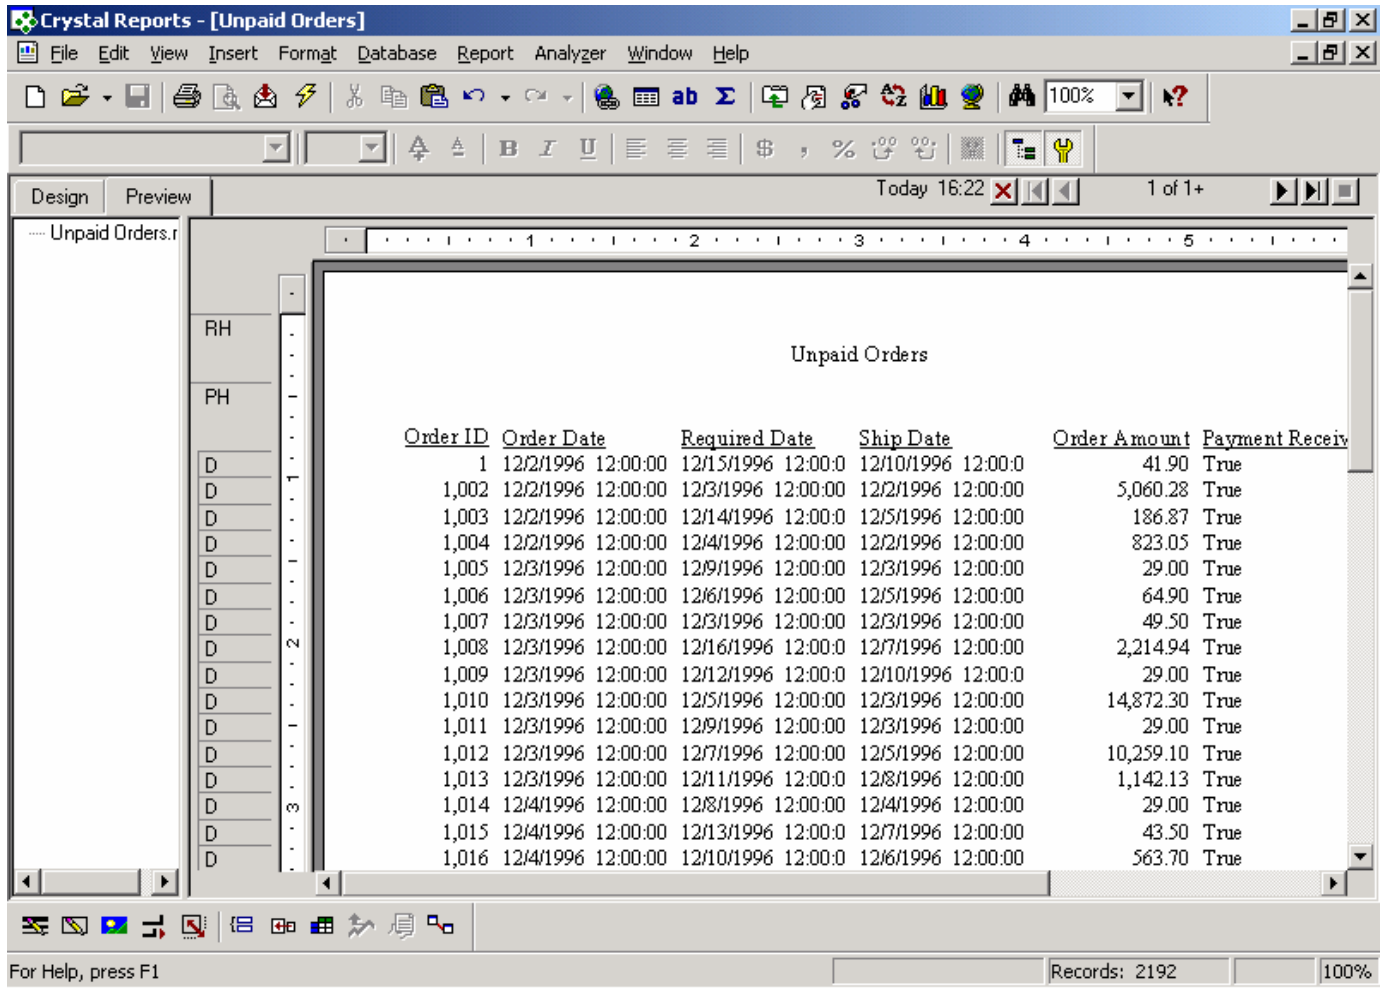 Crystal Reports - [Unpaid Orders]
File Edit View Insert Format Database Report Analyzer Window Help
ab Σ 100%
B I U $ , %
Design Preview Today 16:22 1 of 1+
Unpaid Orders.r
1 2 3 4 5
RH
Unpaid Orders
PH
Order ID Order Date Required Date Ship Date Order Amount Payment Receiv
D 1 12/2/1996 12:00:00 12/15/1996 12:00:0 12/10/1996 12:00:0 41.90 True
D 1,002 12/2/1996 12:00:00 12/3/1996 12:00:00 12/2/1996 12:00:00 5,060.28 True
D 1,003 12/2/1996 12:00:00 12/14/1996 12:00:0 12/5/1996 12:00:00 186.87 True
D 1,004 12/2/1996 12:00:00 12/4/1996 12:00:00 12/2/1996 12:00:00 823.05 True
D 1,005 12/3/1996 12:00:00 12/9/1996 12:00:00 12/3/1996 12:00:00 29.00 True
D 1,006 12/3/1996 12:00:00 12/6/1996 12:00:00 12/5/1996 12:00:00 64.90 True
D 1,007 12/3/1996 12:00:00 12/3/1996 12:00:00 12/3/1996 12:00:00 49.50 True
D 1,008 12/3/1996 12:00:00 12/16/1996 12:00:0 12/7/1996 12:00:00 2,214.94 True
D 1,009 12/3/1996 12:00:00 12/12/1996 12:00:0 12/10/1996 12:00:0 29.00 True
D 1,010 12/3/1996 12:00:00 12/5/1996 12:00:00 12/3/1996 12:00:00 14,872.30 True
D 1,011 12/3/1996 12:00:00 12/9/1996 12:00:00 12/3/1996 12:00:00 29.00 True
D 1,012 12/3/1996 12:00:00 12/7/1996 12:00:00 12/5/1996 12:00:00 10,259.10 True
D 1,013 12/3/1996 12:00:00 12/11/1996 12:00:0 12/8/1996 12:00:00 1,142.13 True
D 1,014 12/4/1996 12:00:00 12/8/1996 12:00:00 12/4/1996 12:00:00 29.00 True
D 1,015 12/4/1996 12:00:00 12/13/1996 12:00:0 12/7/1996 12:00:00 43.50 True
D 1,016 12/4/1996 12:00:00 12/10/1996 12:00:0 12/6/1996 12:00:00 563.70 True
1
2
3
For Help, press F1 Records: 2192 100%